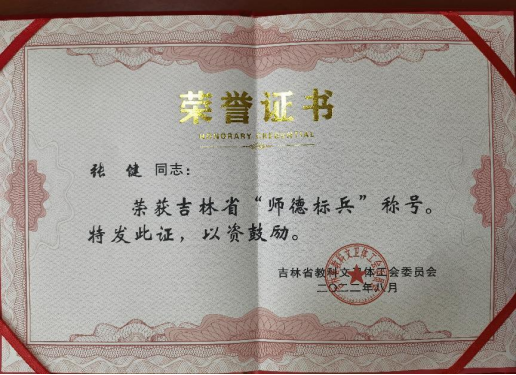 荣誉证书
HONORARY CREDENTIAL
张 健 同志：
荣获吉林省“师德标兵”称号。
特发此证，以资鼓励。
吉林省教科文卫体工会委员会
二〇二二年八月